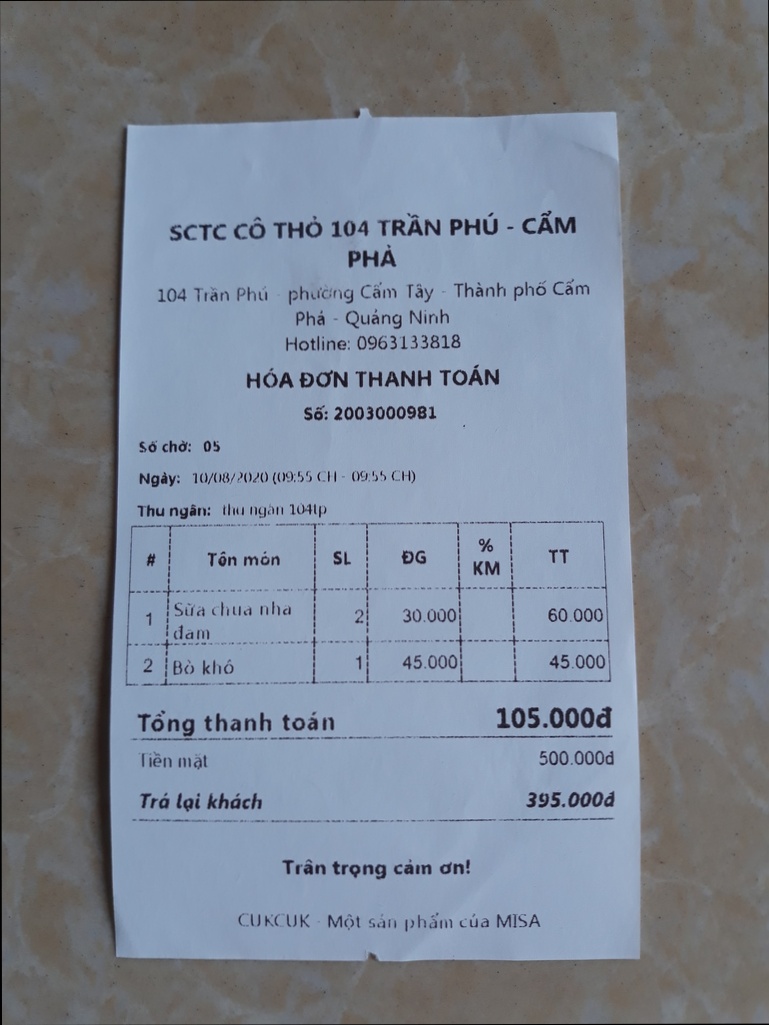 SCTC CÔ THỎ 104 TRẦN PHÚ - CẨM
PHẢ
104 Trần Phú - phường Cẩm Tây - Thành phố Cẩm
Phả - Quảng Ninh
Hotline: 0963133818
HÓA ĐƠN THANH TOÁN
Số: 2003000981
Số chờ: 05
Ngày: 10/08/2020 (09:55 CH - 09:55 CH)
Thu ngân: thu ngân 104tp
# Tên món SL ĐG % KM TT
1 Sữa chua nha đam 2 30.000 60.000
2 Bò khô 1 45.000 45.000
Tổng thanh toán 105.000đ
Tiền mặt 500.000đ
Trả lại khách 395.000đ
Trân trọng cảm ơn!
CUKCUK - Một sản phẩm của MISA